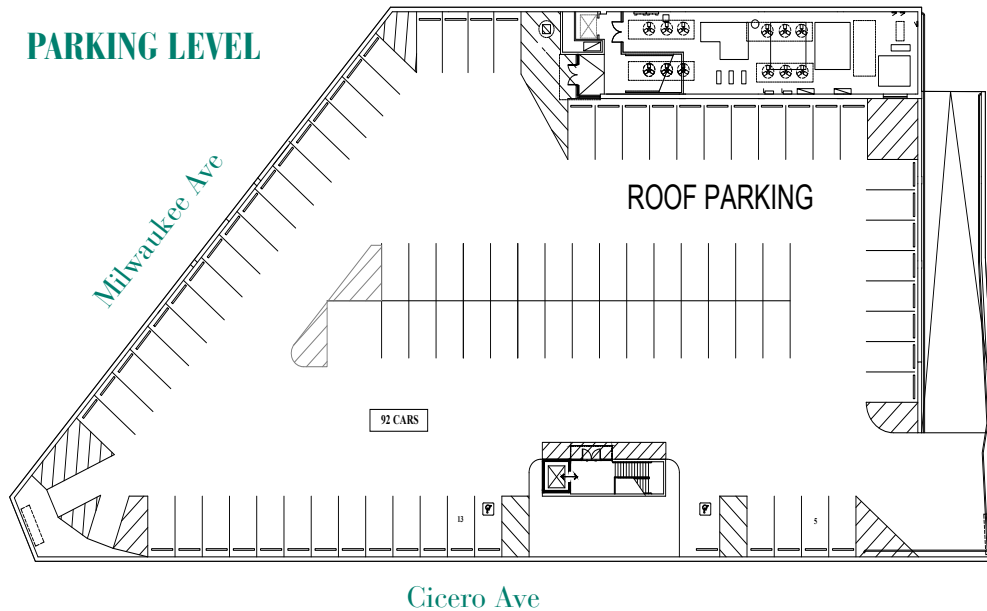 PARKING LEVEL
Milwaukee Ave
ROOF PARKING
92 CARS
13
5
Cicero Ave